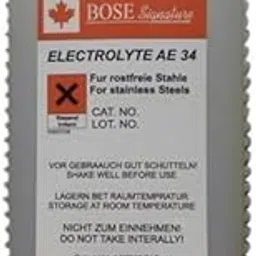 BOSE Signature
ELECTROLYTE AE 34
Fur rostfreie Stahle
For stainless Steels
CAT. NO.
LOT. NO.
VOR GEBRAAUCH GUT SCHUTTELN!
SHAKE WELL BEFORE USE
LAGERN BEI RAUMTEMPRATUR
STORAGE AT ROOM TEMPERATURE
NICHT ZUM EINNEHMEN!
DO NOT TAKE INTERALLY!